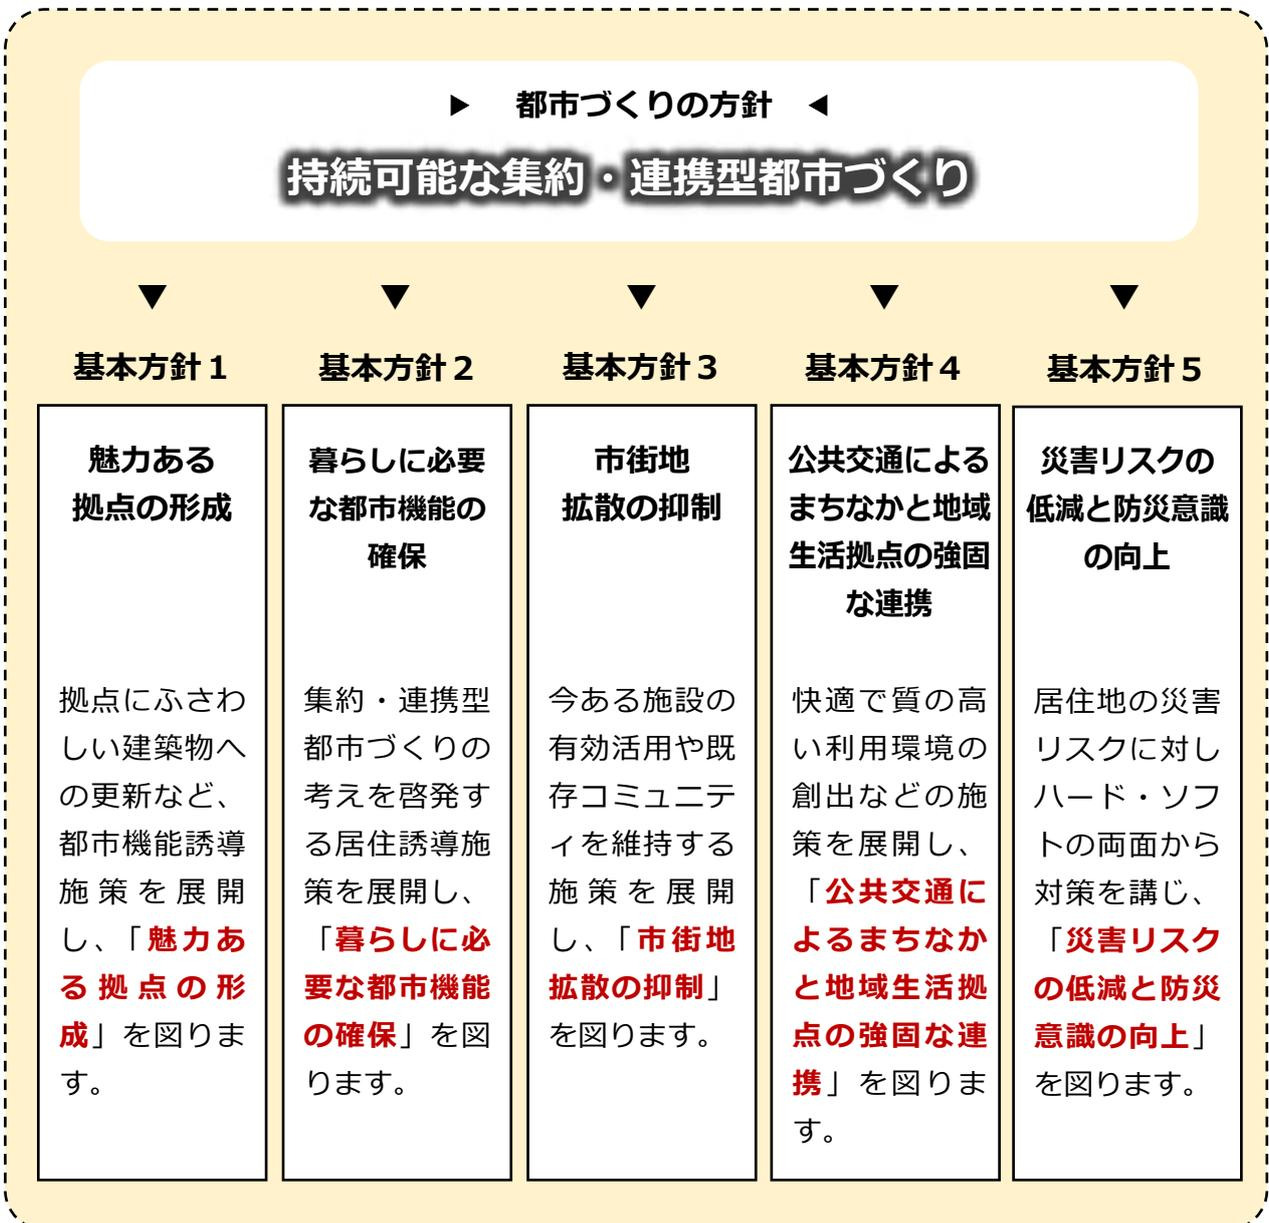 ▶ 都市づくりの方針 ◀
持続可能な集約・連携型都市づくり
▼ ▼ ▼ ▼ ▼
基本方針１
魅力ある
拠点の形成
拠点にふさわ
しい建築物へ
の更新など、
都市機能誘導
施策を展開
し、「魅力あ
る拠点の形
成」を図りま
す。
基本方針２
暮らしに必要
な都市機能の
確保
集約・連携型
都市づくりの
考えを啓発す
る居住誘導施
策を展開し、
「暮らしに必
要な都市機能
の確保」を図
ります。
基本方針３
市街地
拡散の抑制
今ある施設の
有効活用や既
存コミュニテ
ィを維持する
施策を展開
し、「市街地
拡散の抑制」
を図ります。
基本方針４
公共交通による
まちなかと地域
生活拠点の強固
な連携
快適で質の高
い利用環境の
創出などの施
策を展開し、
「公共交通に
よるまちなか
と地域生活拠
点の強固な連
携」を図りま
す。
基本方針５
災害リスクの
低減と防災意識
の向上
居住地の災害
リスクに対し
ハード・ソフ
トの両面から
対策を講じ、
「災害リスク
の低減と防災
意識の向上」
を図ります。